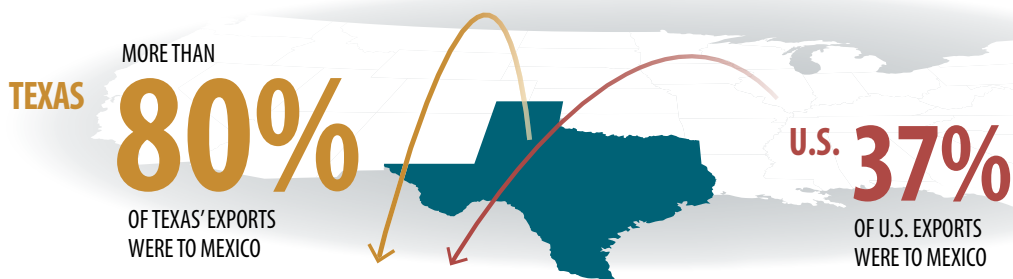 TEXAS
MORE THAN
80%
OF TEXAS' EXPORTS
WERE TO MEXICO
U.S.
37%
OF U.S. EXPORTS
WERE TO MEXICO